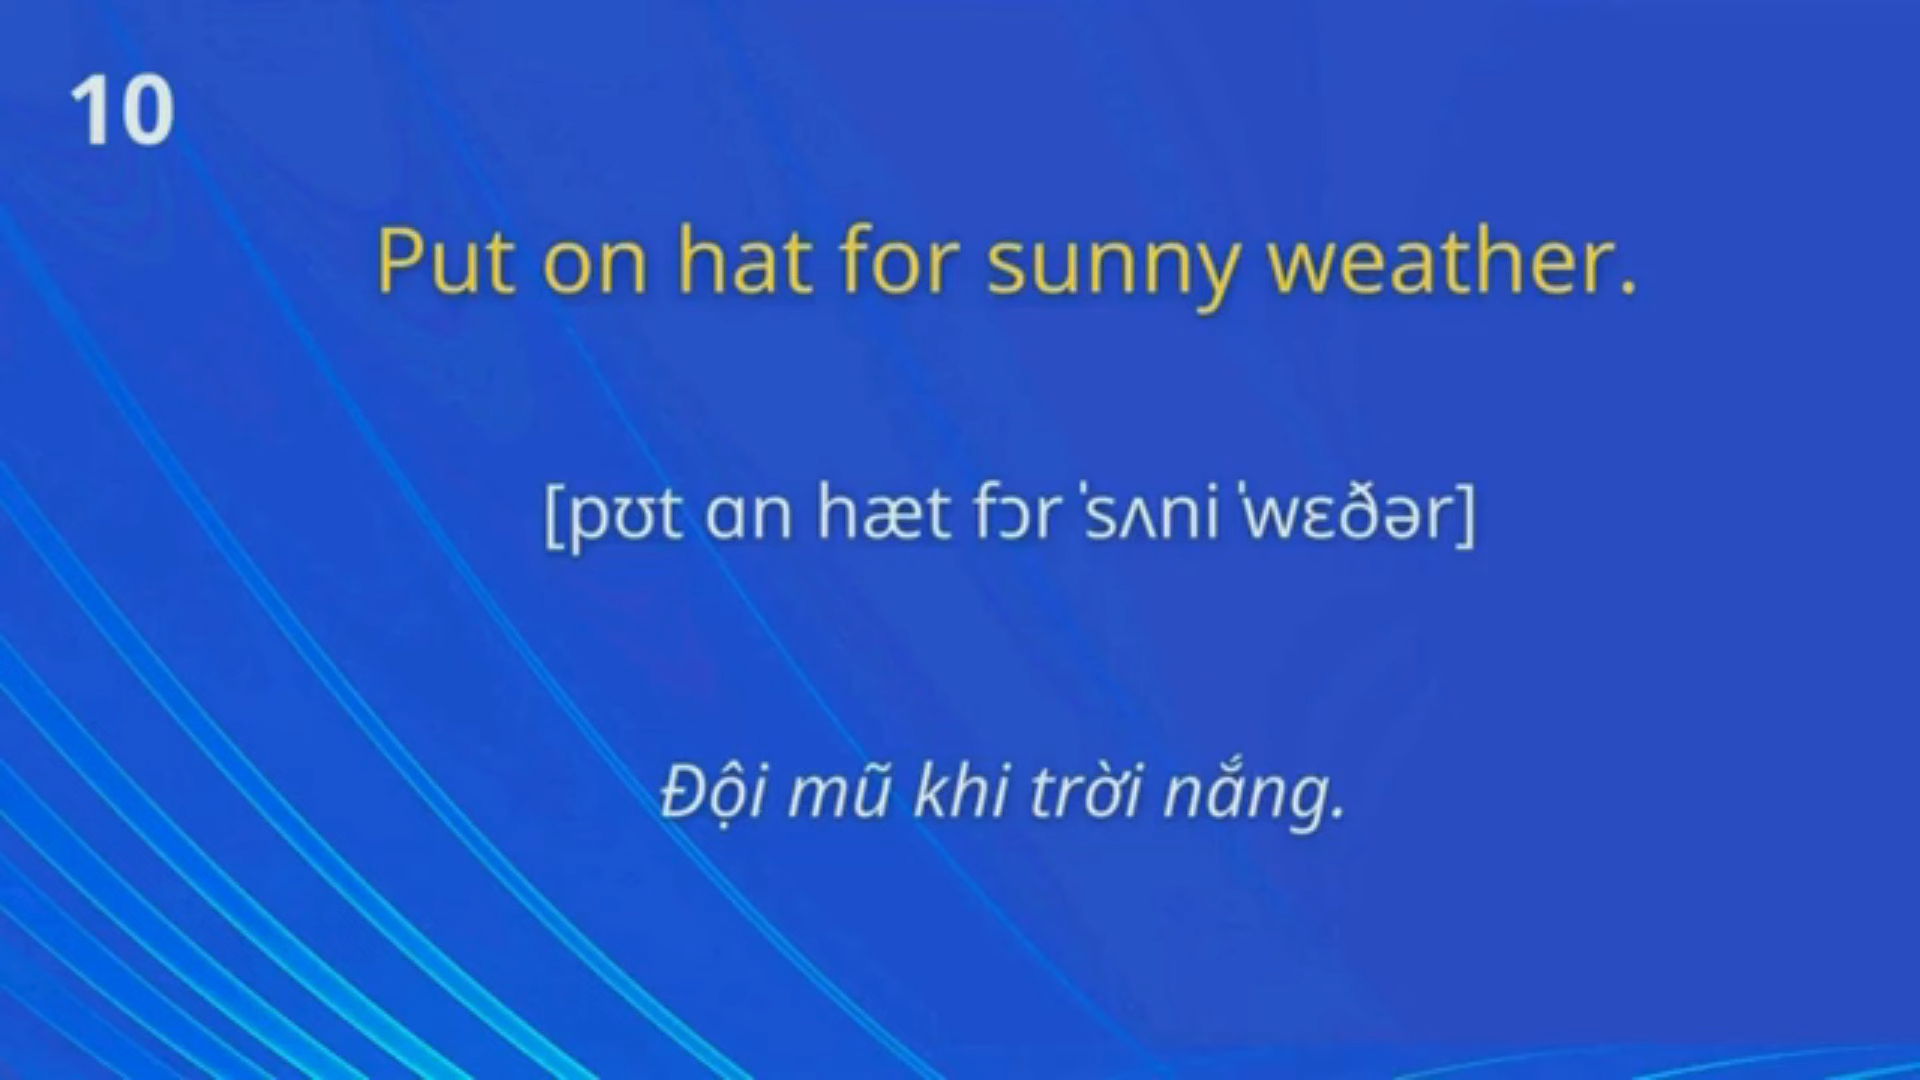 10
Put on hat for sunny weather.
[pʊt ɑn hæt fɔr ˈsʌni ˈwɛðər]
Đội mũ khi trời nắng.